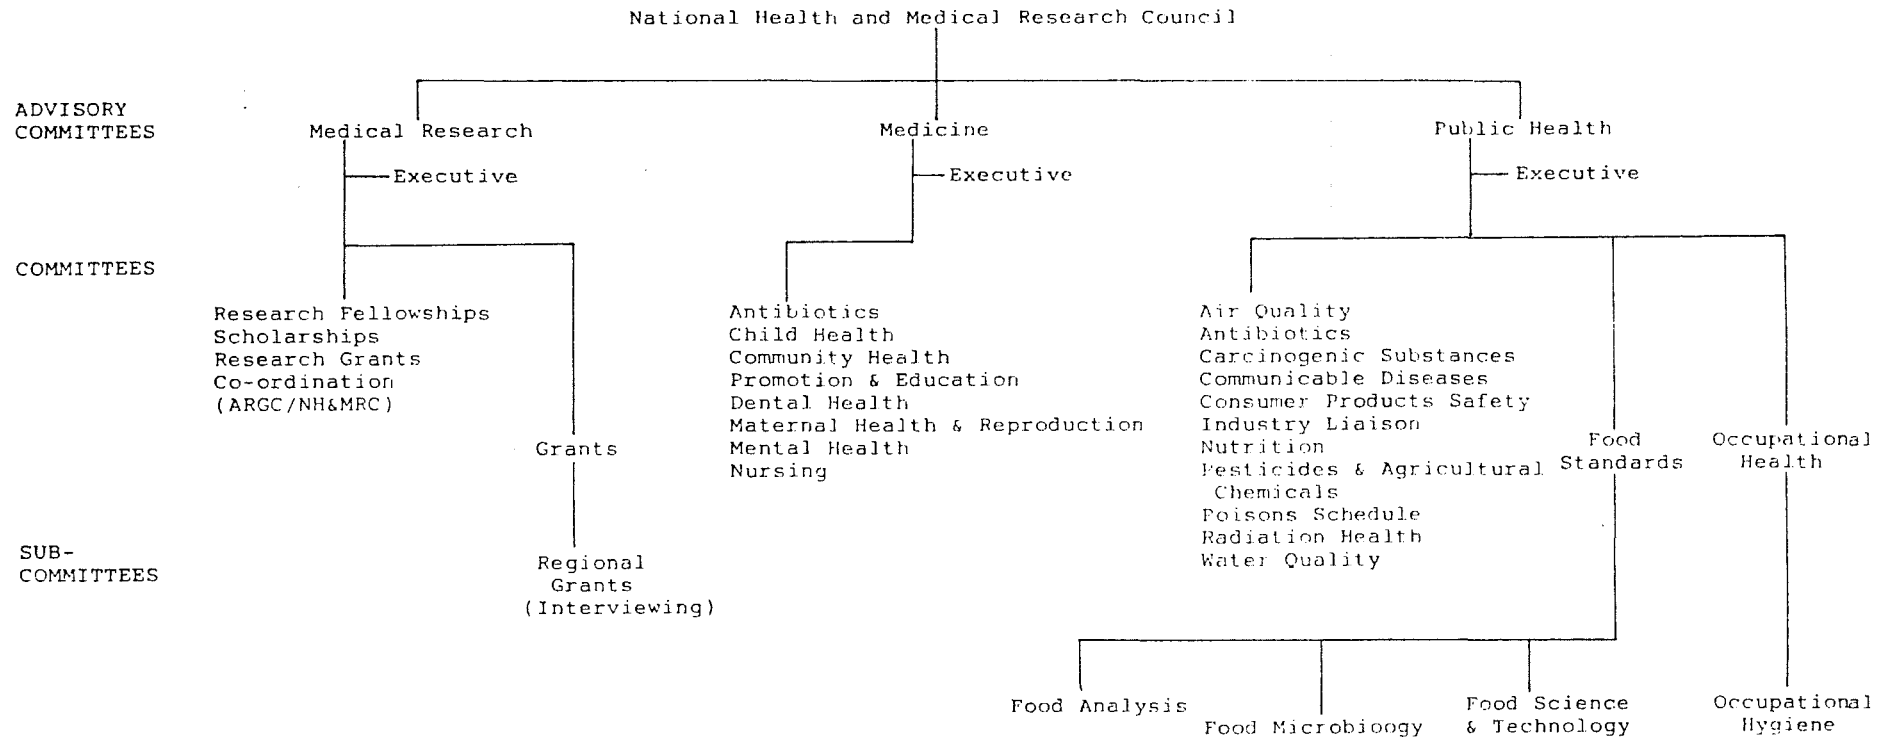 National Health and Medical Research Council
ADVISORY
COMMITTEES
Medical Research
Medicine
Public Health
Executive
Executive
Executive
COMMITTEES
Research Fellowships
Scholarships
Research Grants
Co-ordination
(ARGC/NH&MRC)
Grants
Antibiotics
Child Health
Community Health
Promotion & Education
Dental Health
Maternal Health & Reproduction
Mental Health
Nursing
Air Quality
Antibiotics
Carcinogenic Substances
Communicable Diseases
Consumer Products Safety
Industry Liaison
Nutrition
Pesticides & Agricultural
Chemicals
Poisons Schedule
Radiation Health
Water Quality
Food
Standards
Occupational
Health
SUB-
COMMITTEES
Regional
Grants
(Interviewing)
Food Analysis
Food Microbioogy
Food Science
& Technology
Occupational
Hygiene